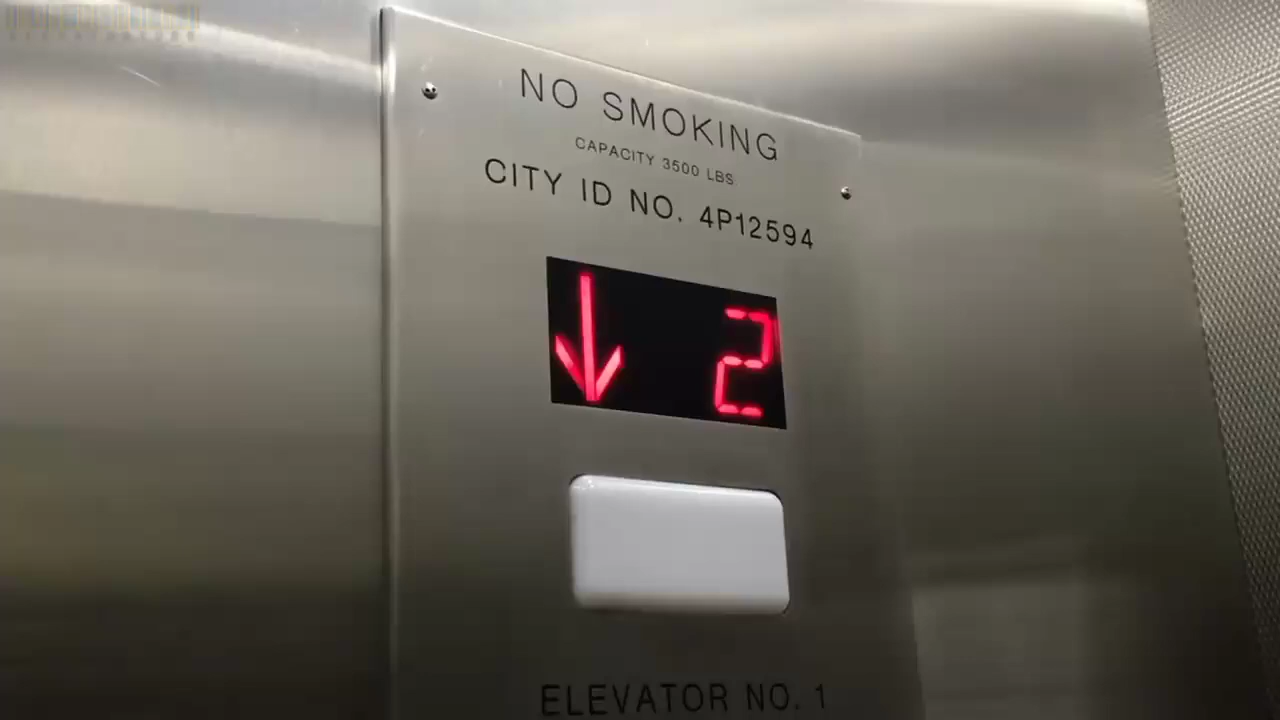 NO SMOKING
CAPACITY 3500 LBS
CITY ID NO. 4P12594
2
ELEVATOR NO. 1